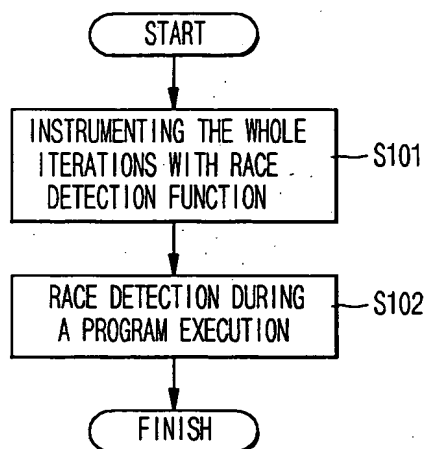 START
INSTRUMENTING THE WHOLE
ITERATIONS WITH RACE
DETECTION FUNCTION
S101
RACE DETECTION DURING
A PROGRAM EXECUTION
S102
FINISH